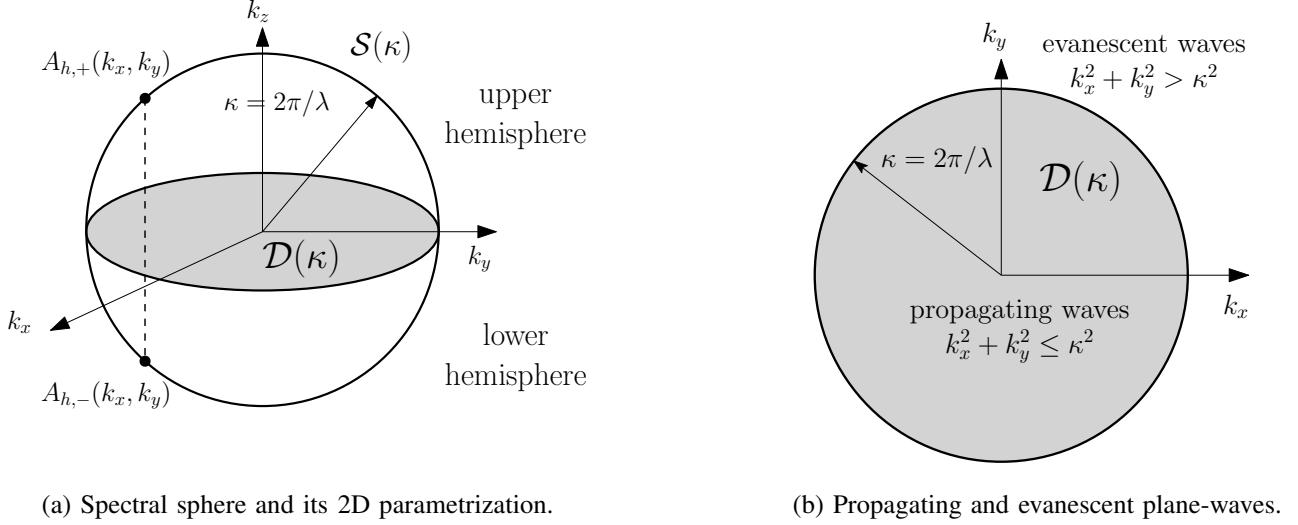 k_z
𝒮(κ)
A_{h,+}(k_x, k_y)
κ = 2π/λ
upper
hemisphere
𝒟(κ)
k_y
k_x
lower
hemisphere
A_{h,−}(k_x, k_y)
(a) Spectral sphere and its 2D parametrization.
k_y
evanescent waves
k_x^2 + k_y^2 > κ^2
κ = 2π/λ
𝒟(κ)
k_x
propagating waves
k_x^2 + k_y^2 ≤ κ^2
(b) Propagating and evanescent plane-waves.